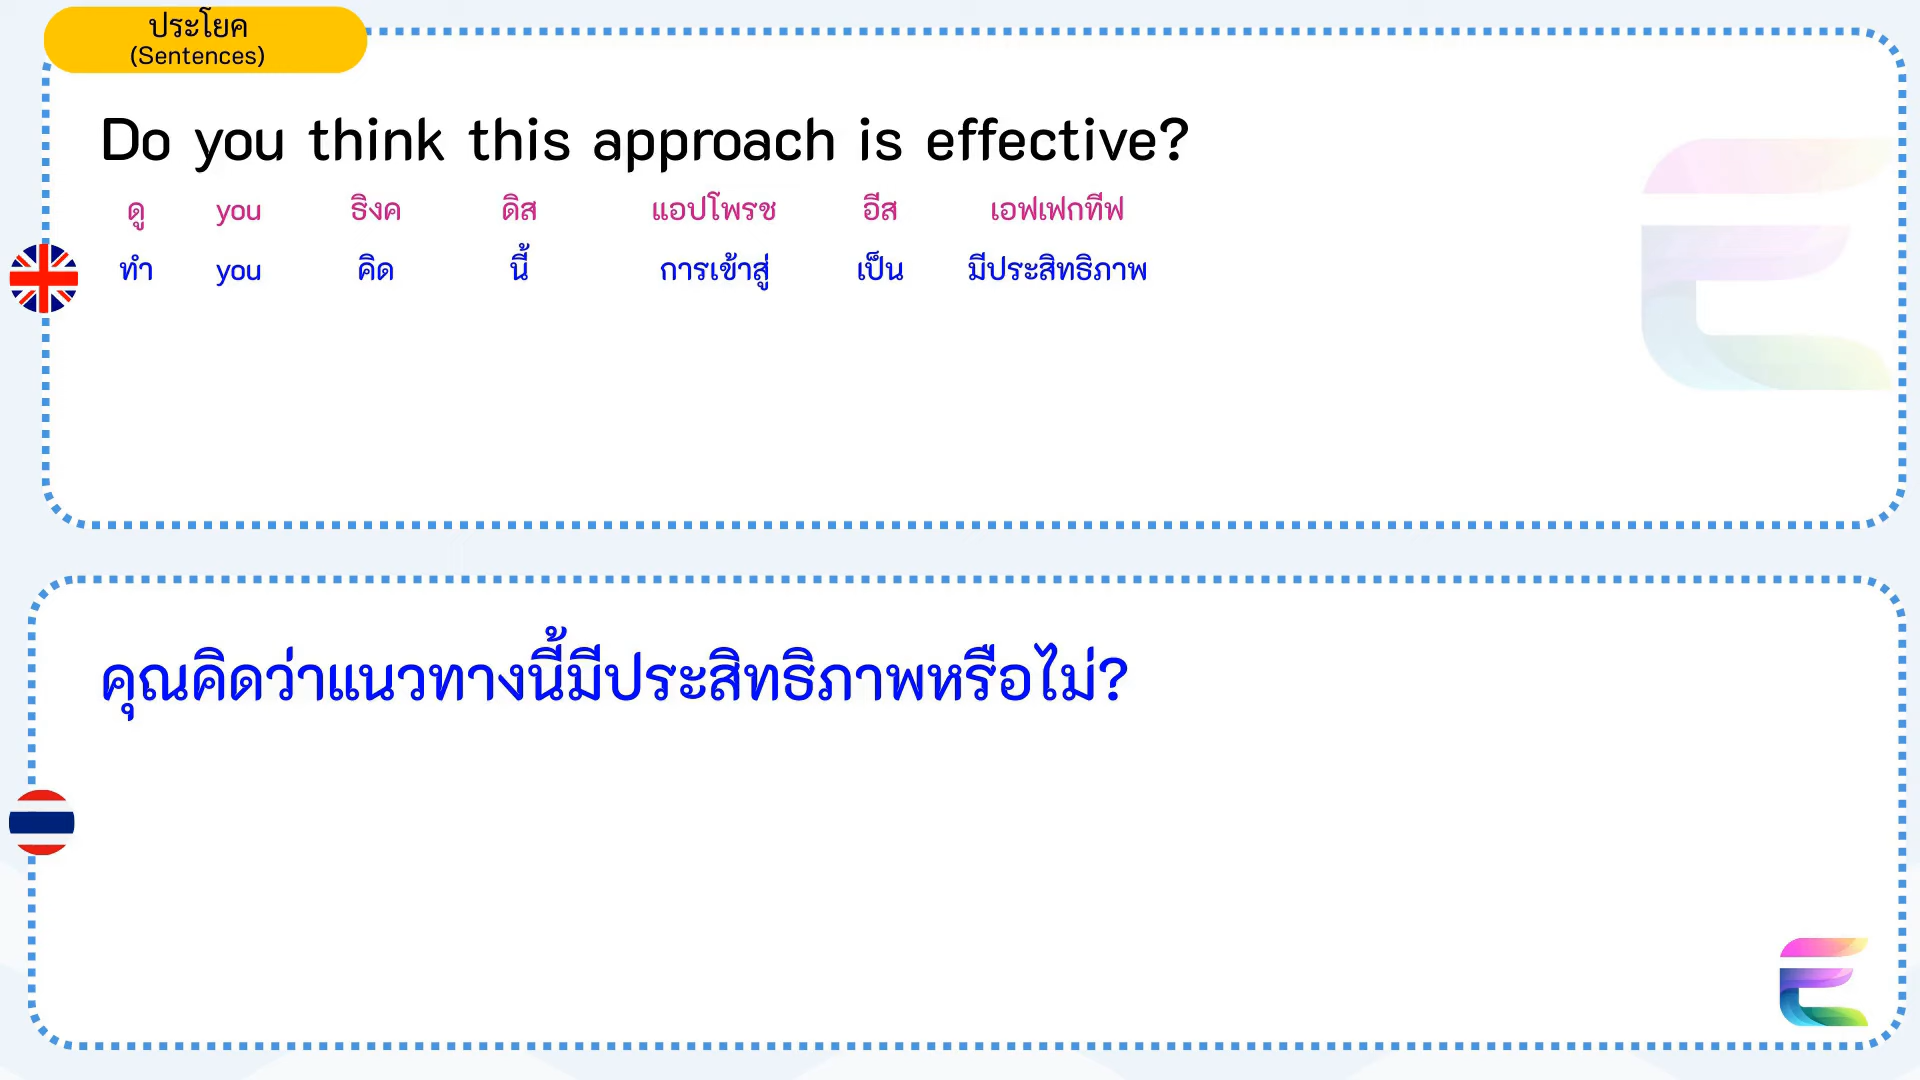 ประโยค
(Sentences)
Do you think this approach is effective?
ดู you ธิงค ดิส แอปโพรช อีส เอฟเฟกทีฟ
ทำ you คิด นี้ การเข้าสู่ เป็น มีประสิทธิภาพ
คุณคิดว่าแนวทางนี้มีประสิทธิภาพหรือไม่?